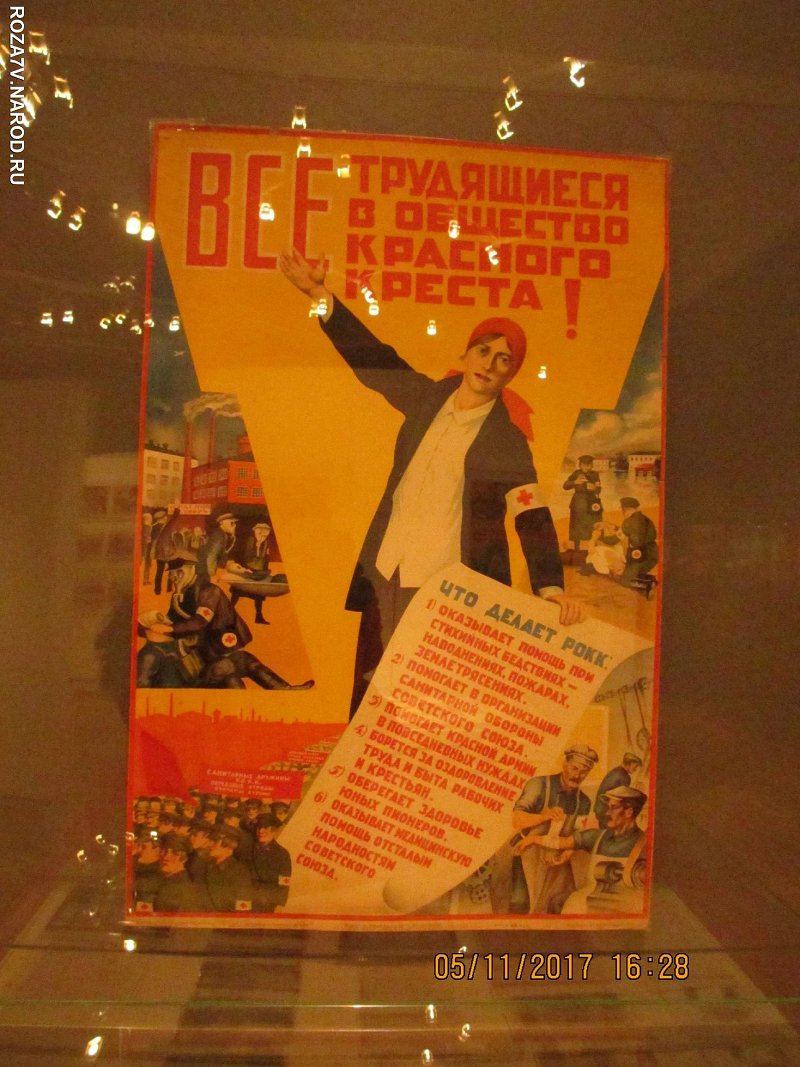 ROZA7V.NAROD.RU
ВСЕ ТРУДЯЩИЕСЯ
В ОБЩЕСТВО
КРАСНОГО
КРЕСТА!
ЧТО ДЕЛАЕТ РОКК:
1) ОКАЗЫВАЕТ ПОМОЩЬ ПРИ
СТИХИЙНЫХ БЕДСТВИЯХ —
НАВОДНЕНИЯХ, ПОЖАРАХ,
ЗЕМЛЕТРЯСЕНИЯХ.
2) ПОМОГАЕТ В ОРГАНИЗАЦИИ
САНИТАРНОЙ ОБОРОНЫ
СОВЕТСКОГО СОЮЗА.
3) ПОМОГАЕТ КРАСНОЙ АРМИИ
В ПОВСЕДНЕВНЫХ НУЖДАХ
4) БОРЕТСЯ ЗА ОЗДОРОВЛЕНИЕ
ТРУДА И БЫТА РАБОЧИХ
И КРЕСТЬЯН.
5) ОБЕРЕГАЕТ ЗДОРОВЬЕ
ЮНЫХ ПИОНЕРОВ.
6) ОКАЗЫВАЕТ МЕДИЦИНСКУЮ
ПОМОЩЬ ОТСТАЛЫМ
НАРОДНОСТЯМ
СОВЕТСКОГО
СОЮЗА.
САНИТАРНЫЕ ДРУЖИНЫ
05/11/2017 16:28